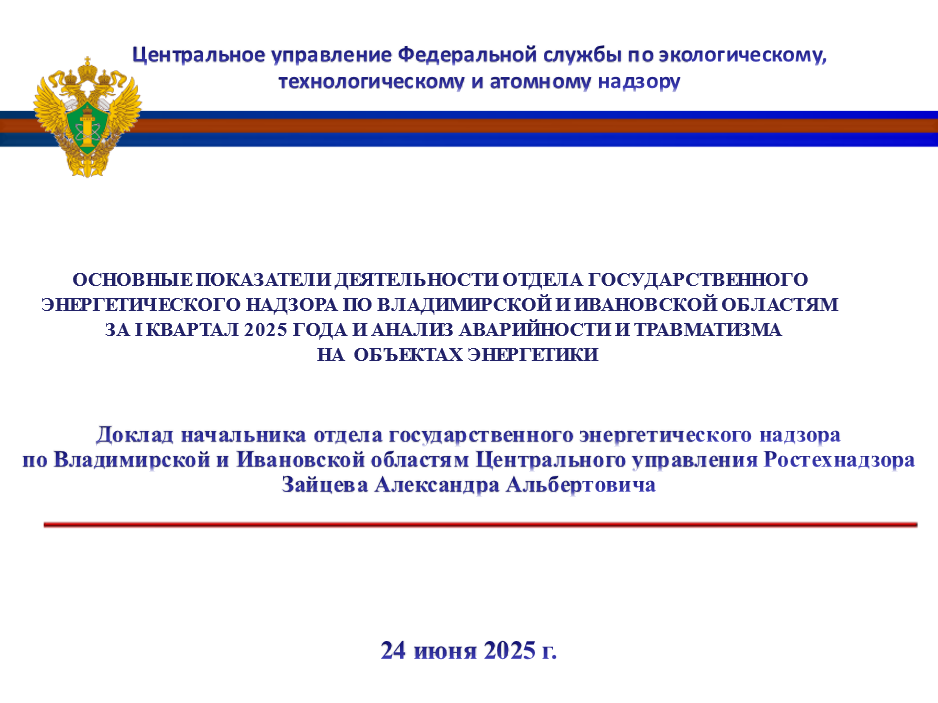 Центральное управление Федеральной службы по экологическому,
технологическому и атомному надзору
ОСНОВНЫЕ ПОКАЗАТЕЛИ ДЕЯТЕЛЬНОСТИ ОТДЕЛА ГОСУДАРСТВЕННОГО
ЭНЕРГЕТИЧЕСКОГО НАДЗОРА ПО ВЛАДИМИРСКОЙ И ИВАНОВСКОЙ ОБЛАСТЯМ
ЗА I КВАРТАЛ 2025 ГОДА И АНАЛИЗ АВАРИЙНОСТИ И ТРАВМАТИЗМА
НА ОБЪЕКТАХ ЭНЕРГЕТИКИ
Доклад начальника отдела государственного энергетического надзора
по Владимирской и Ивановской областям Центрального управления Ростехнадзора
Зайцева Александра Альбертовича
24 июня 2025 г.